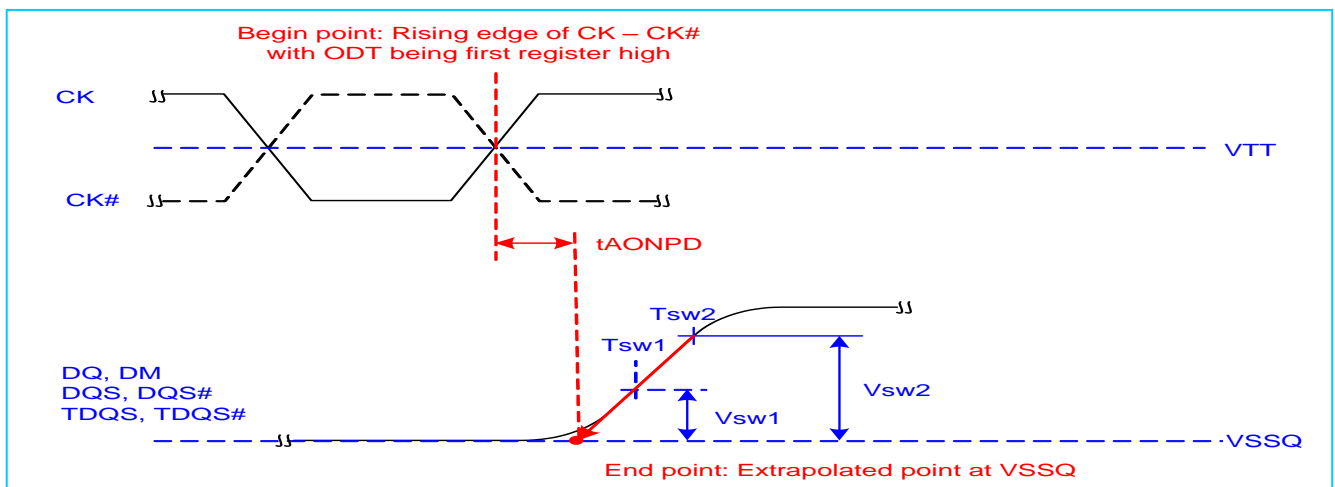 Begin point: Rising edge of CK – CK#
with ODT being first register high
CK
VTT
CK#
tAONPD
Tsw2
Tsw1
DQ, DM
DQS, DQS#
TDQS, TDQS#
Vsw2
Vsw1
VSSQ
End point: Extrapolated point at VSSQ